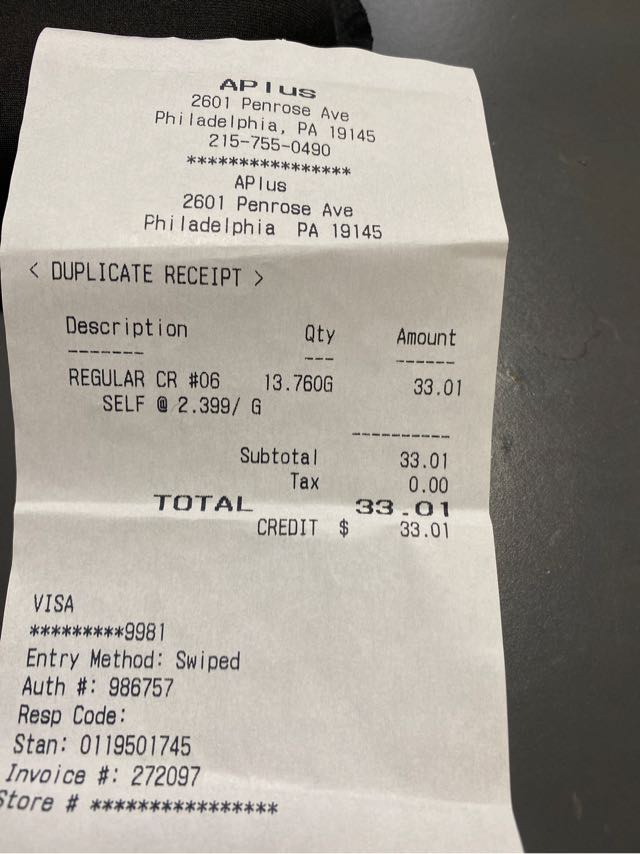 APlus
2601 Penrose Ave
Philadelphia, PA 19145
215-755-0490
****************
APlus
2601 Penrose Ave
Philadelphia PA 19145
< DUPLICATE RECEIPT >
Description Qty Amount
------- --- ------
REGULAR CR #06 13.760G 33.01
SELF @ 2.399/ G
----------
Subtotal 33.01
Tax 0.00
TOTAL 33.01
CREDIT $ 33.01
VISA
*********9981
Entry Method: Swiped
Auth #: 986757
Resp Code:
Stan: 0119501745
Invoice #: 272097
Store # ****************